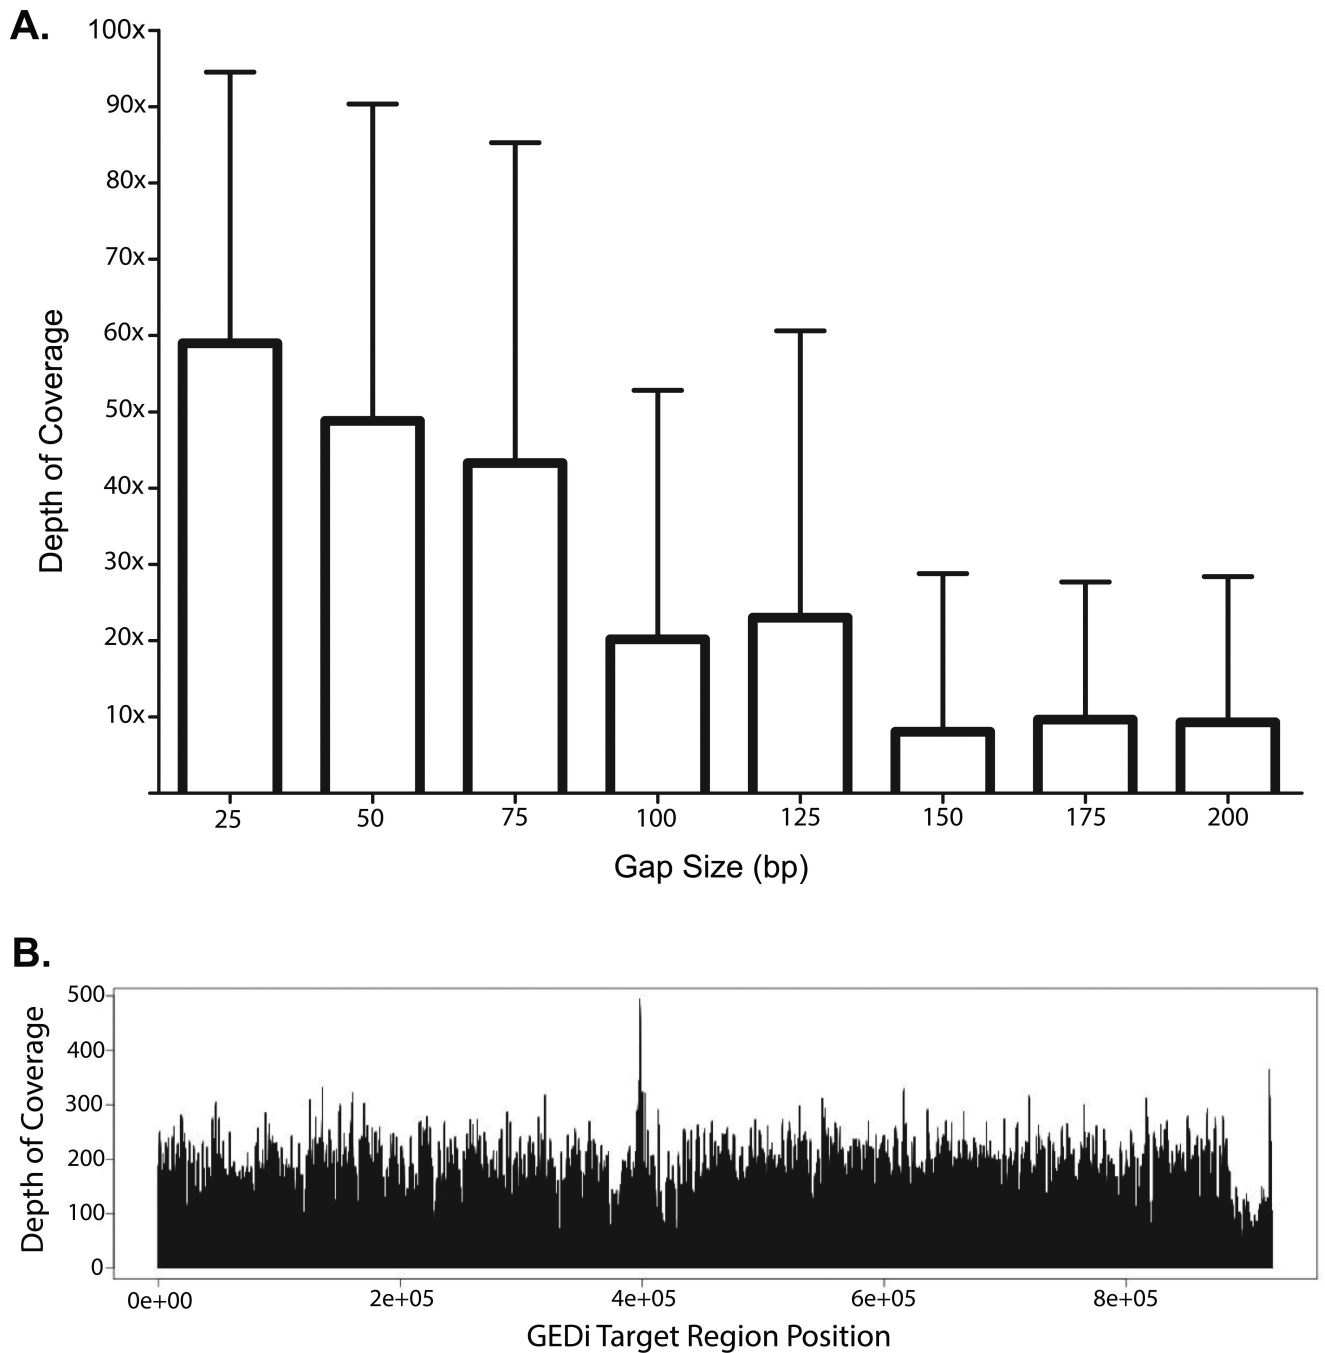 A.
100x
90x
80x
70x
60x
50x
40x
30x
20x
10x
Depth of Coverage
25 50 75 100 125 150 175 200
Gap Size (bp)
B.
500
400
300
200
100
0
Depth of Coverage
0e+00 2e+05 4e+05 6e+05 8e+05
GEDi Target Region Position